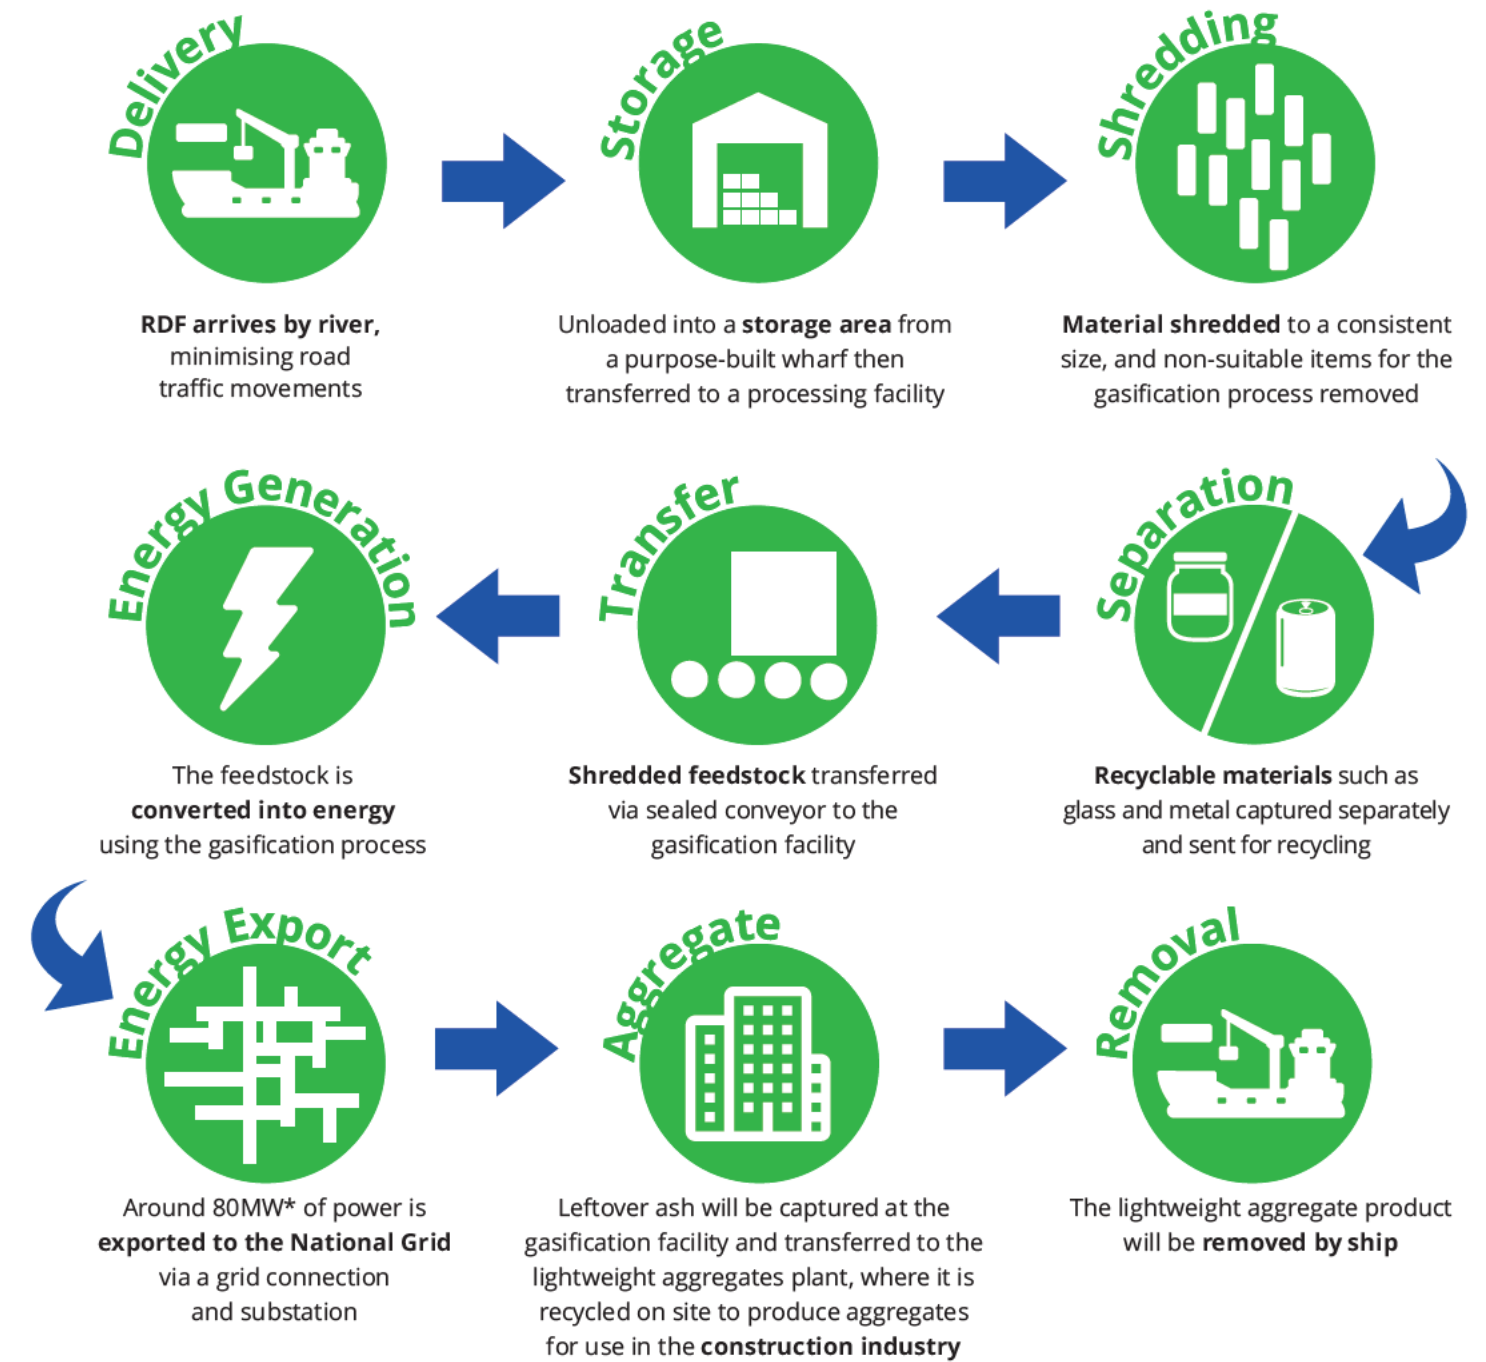 Delivery
RDF arrives by river,
minimising road
traffic movements
Storage
Unloaded into a storage area from
a purpose-built wharf then
transferred to a processing facility
Shredding
Material shredded to a consistent
size, and non-suitable items for the
gasification process removed
Separation
Recyclable materials such as
glass and metal captured separately
and sent for recycling
Transfer
Shredded feedstock transferred
via sealed conveyor to the
gasification facility
Energy Generation
The feedstock is
converted into energy
using the gasification process
Energy Export
Around 80MW* of power is
exported to the National Grid
via a grid connection
and substation
Aggregate
Leftover ash will be captured at the
gasification facility and transferred to the
lightweight aggregates plant, where it is
recycled on site to produce aggregates
for use in the construction industry
Removal
The lightweight aggregate product
will be removed by ship